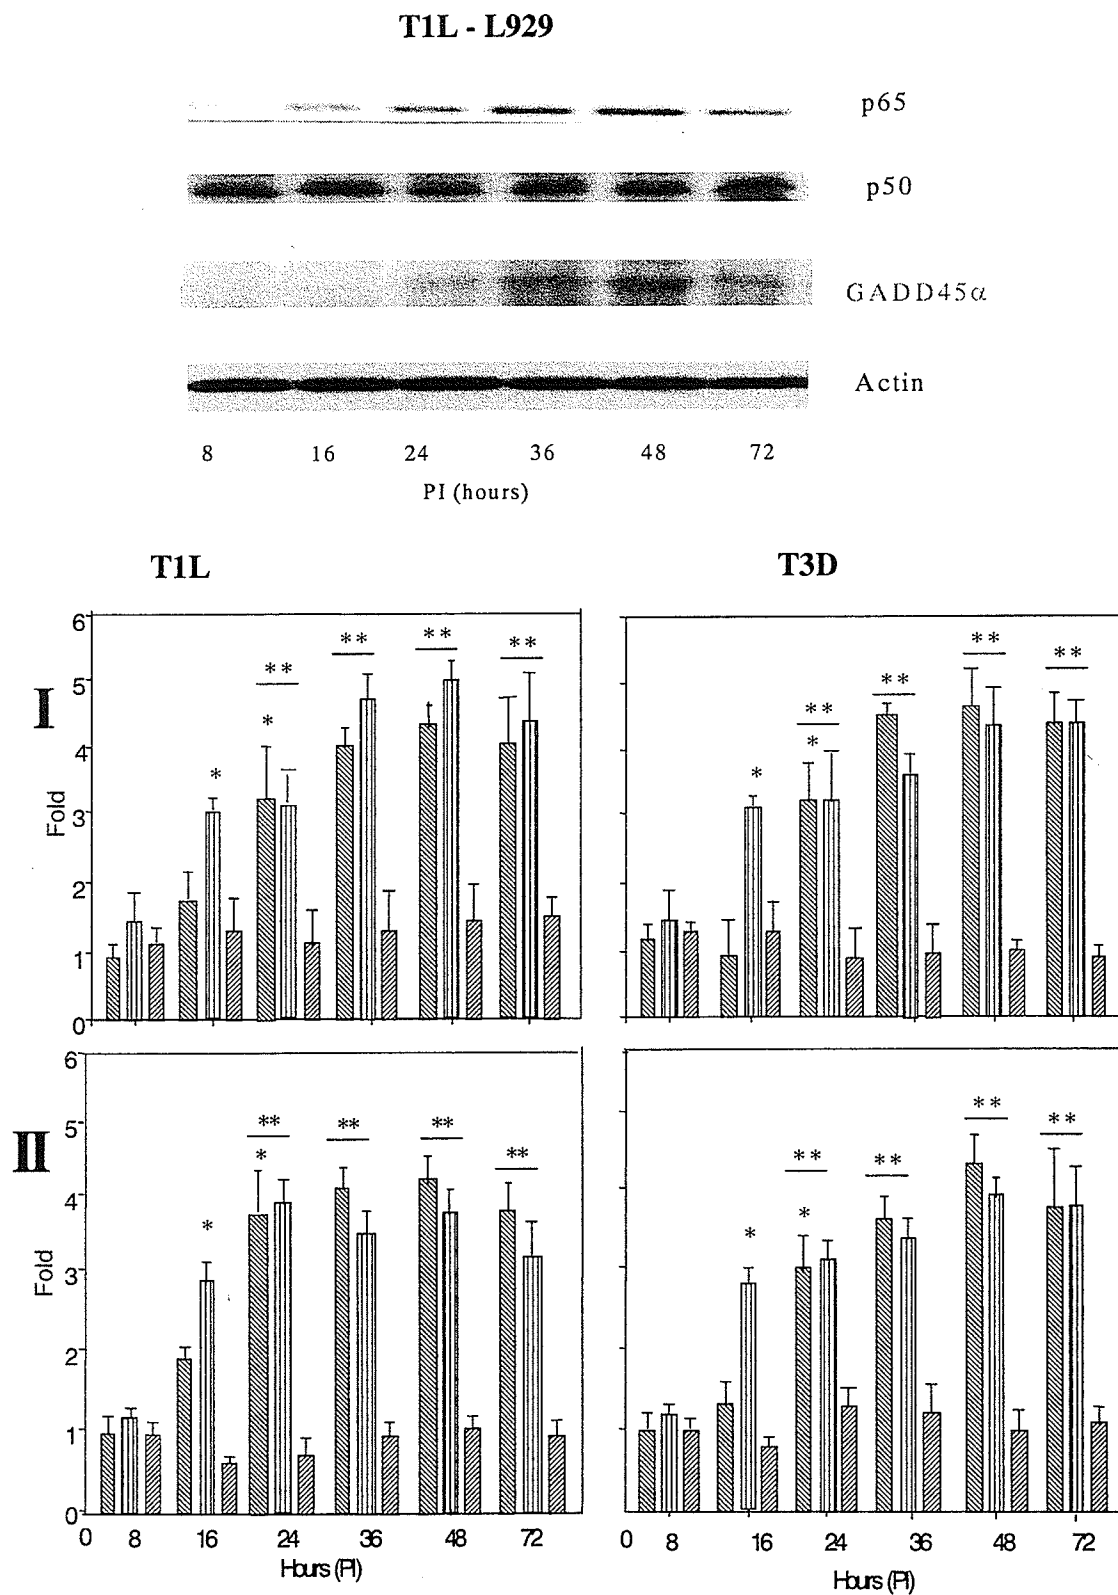 T1L - L929
p65
p50
GADD45α
Actin
8 16 24 36 48 72
PI (hours)
T1L T3D
I
6
5
4
3
2
1
0
Fold
* * ** ** ** **
* * ** ** ** **
II
6
5
4
3
2
1
0
Fold
* * ** ** ** **
* * ** ** ** **
0 8 16 24 36 48 72
Hours (PI)
0 8 16 24 36 48 72
Hours (PI)